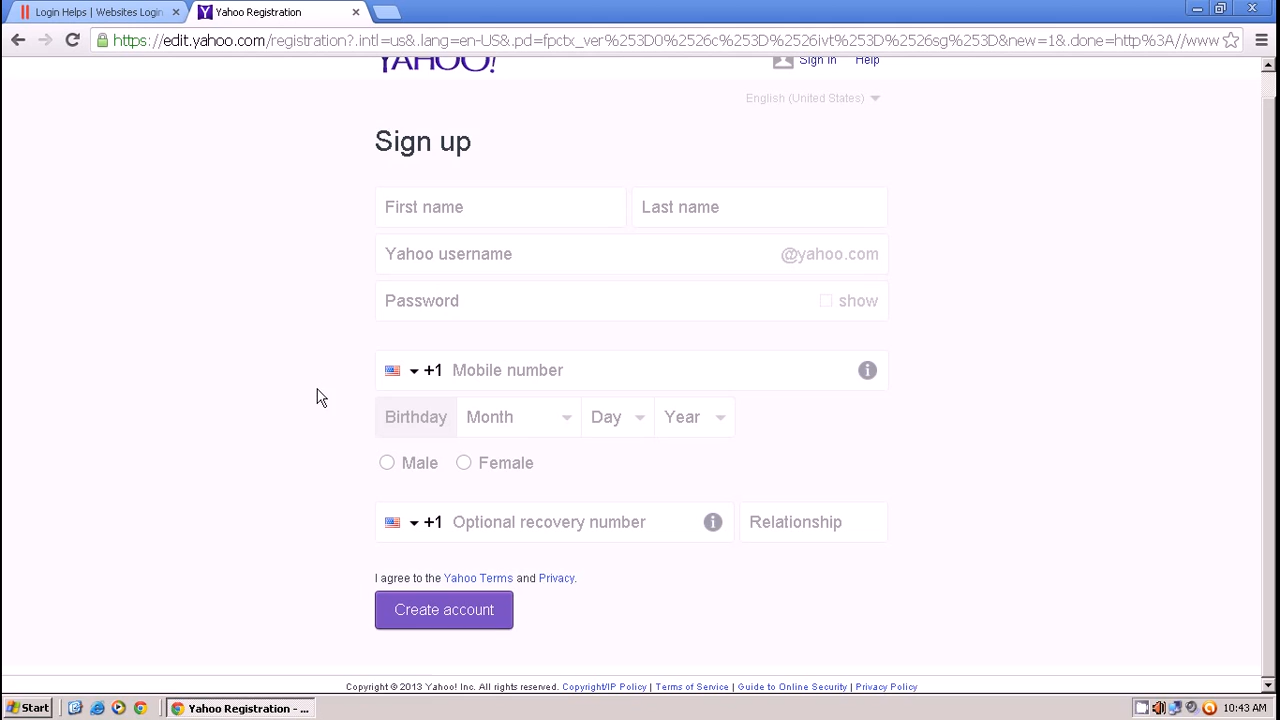 Login Helps | Websites Login
Yahoo Registration
https://edit.yahoo.com/registration?.intl=us&.lang=en-US&.pd=fpctx_ver%253D0%2526c%253D%2526ivt%253D%2526sg%253D&new=1&.done=http%3A//www
YAHOO!
Sign In Help
English (United States)
Sign up
First name Last name
Yahoo username @yahoo.com
Password show
+1 Mobile number i
Birthday Month Day Year
Male Female
+1 Optional recovery number i Relationship
I agree to the Yahoo Terms and Privacy.
Create account
Copyright © 2013 Yahoo! Inc. All rights reserved. Copyright/IP Policy | Terms of Service | Guide to Online Security | Privacy Policy
Start Yahoo Registration - ... 10:43 AM